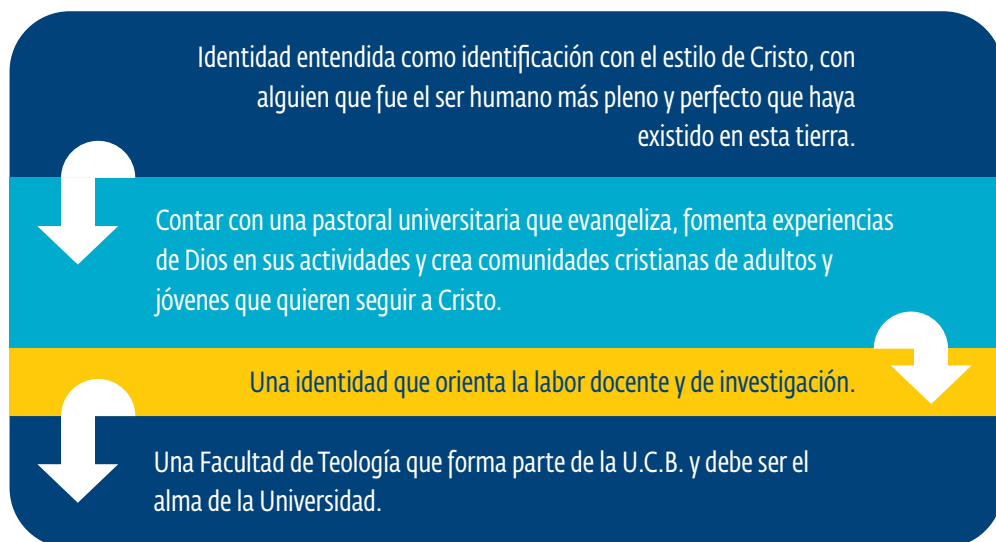 Identidad entendida como identificación con el estilo de Cristo, con
alguien que fue el ser humano más pleno y perfecto que haya
existido en esta tierra.
Contar con una pastoral universitaria que evangeliza, fomenta experiencias
de Dios en sus actividades y crea comunidades cristianas de adultos y
jóvenes que quieren seguir a Cristo.
Una identidad que orienta la labor docente y de investigación.
Una Facultad de Teología que forma parte de la U.C.B. y debe ser el
alma de la Universidad.